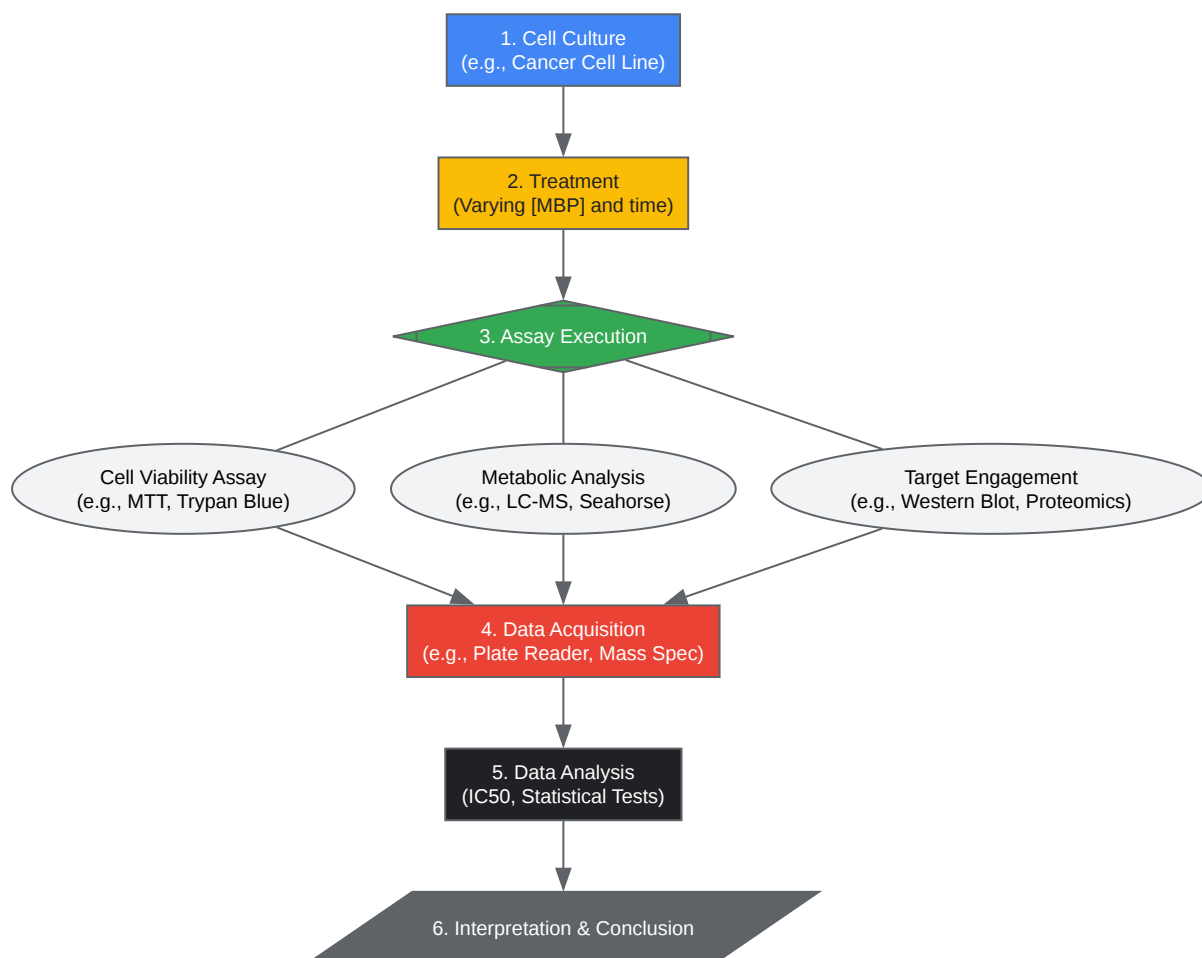 1. Cell Culture
(e.g., Cancer Cell Line)
2. Treatment
(Varying [MBP] and time)
3. Assay Execution
Cell Viability Assay
(e.g., MTT, Trypan Blue)
Metabolic Analysis
(e.g., LC-MS, Seahorse)
Target Engagement
(e.g., Western Blot, Proteomics)
4. Data Acquisition
(e.g., Plate Reader, Mass Spec)
5. Data Analysis
(IC50, Statistical Tests)
6. Interpretation & Conclusion